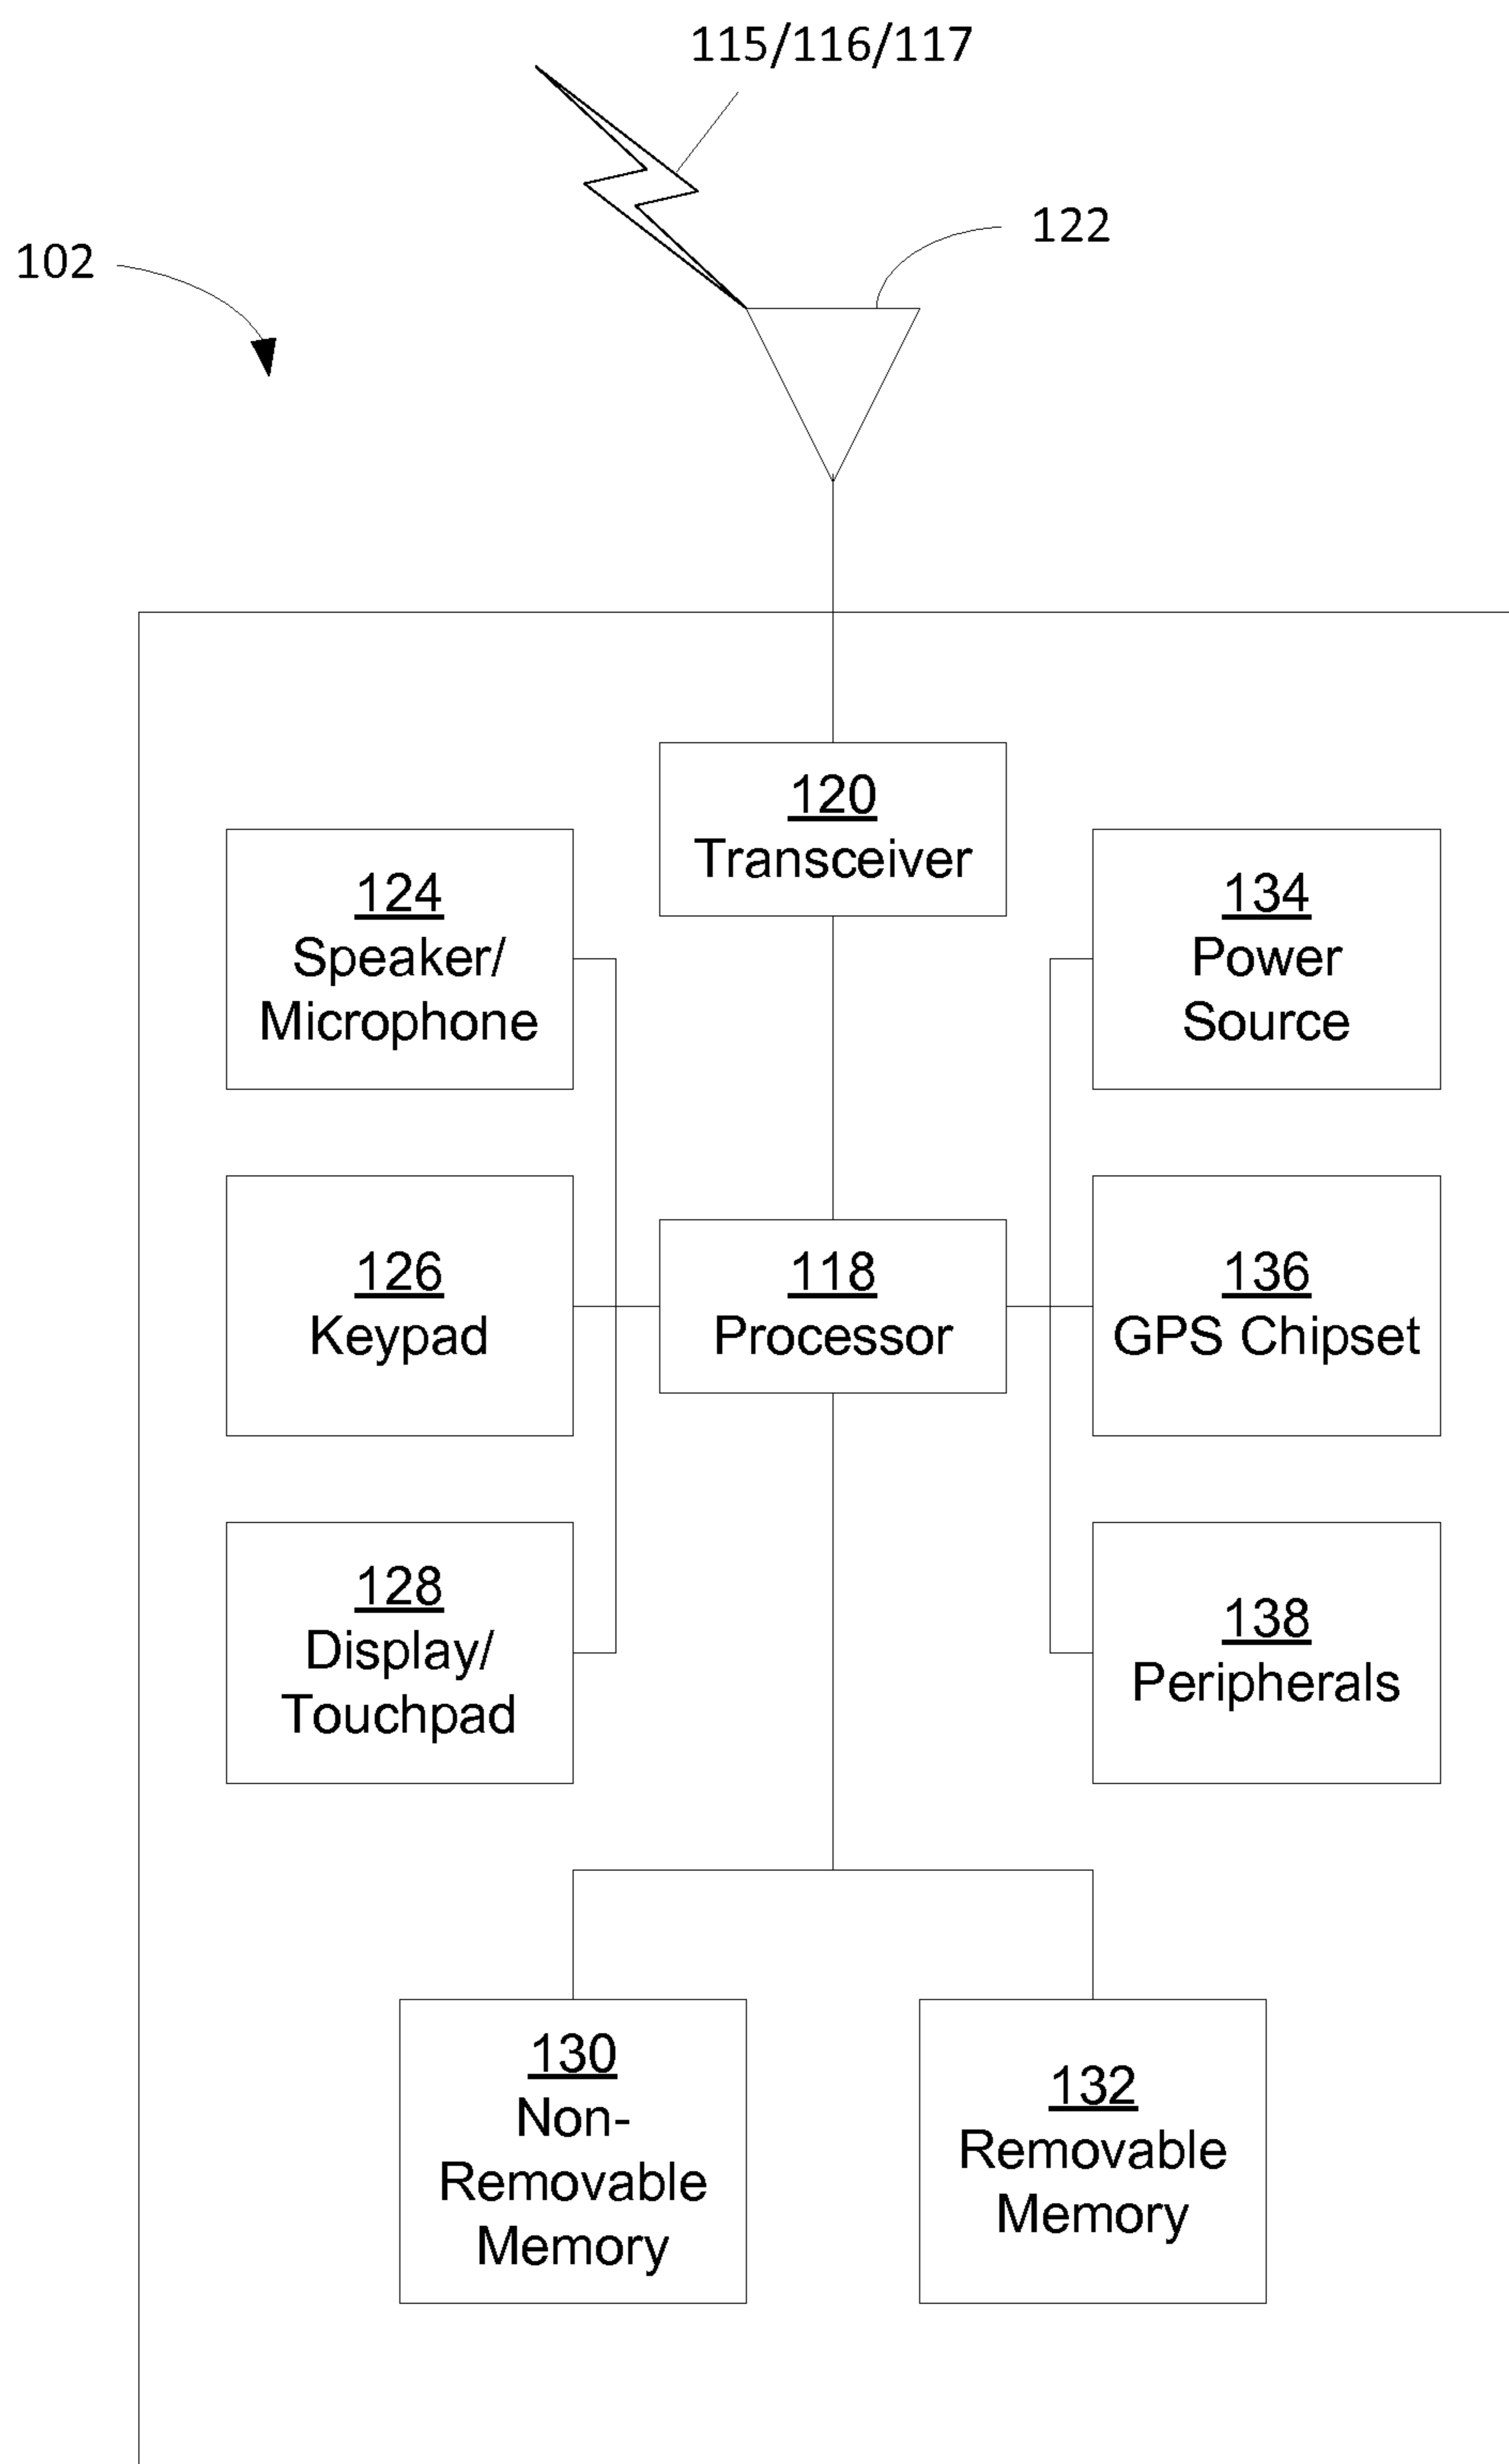 115/116/117
122
102
120
Transceiver
124
Speaker/
Microphone
134
Power
Source
126
Keypad
118
Processor
136
GPS Chipset
128
Display/
Touchpad
138
Peripherals
130
Non-
Removable
Memory
132
Removable
Memory